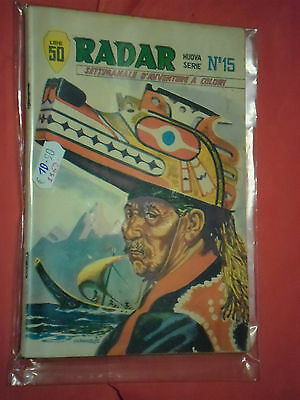 LIRE
50
RADAR
NUOVA
SERIE
N°15
SETTIMANALE D'AVVENTURE A COLORI